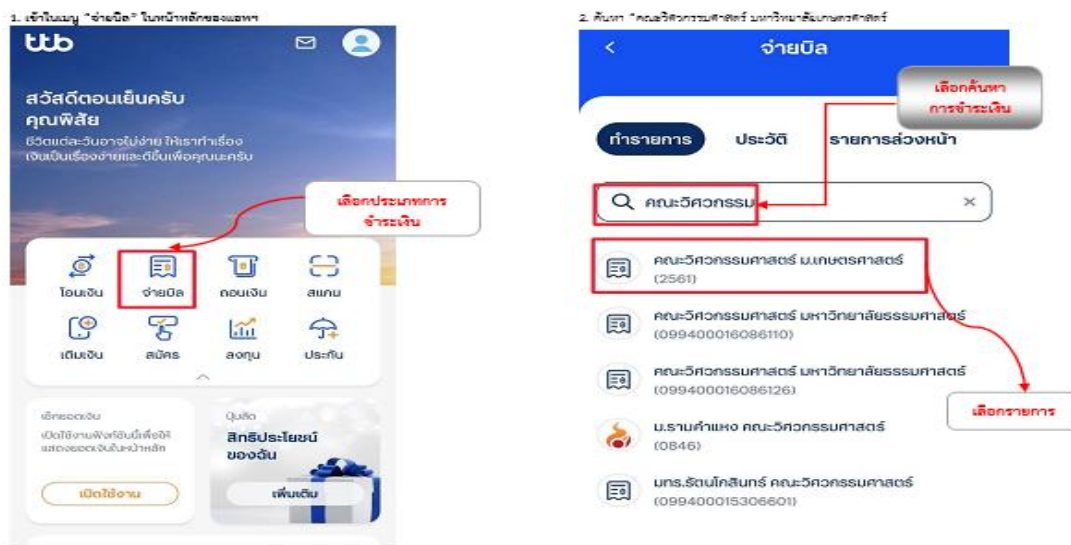 1. เข้าในเมนู "จ่ายบิล" ในหน้าหลักของแอพฯ
ttb
สวัสดีตอนเย็นครับ
คุณพิสัย
ชีวิตแต่ละวันอาจไม่ง่าย ให้เราทำเรื่อง
เงินเป็นเรื่องง่ายและดีขึ้นเพื่อคุณนะครับ
เลือกประเภทการ
ชำระเงิน
โอนเงิน จ่ายบิล ถอนเงิน สแกน
เติมเงิน สมัคร ลงทุน ประกัน
เช็กยอดเงิน
เปิดใช้งานฟังก์ชันนี้เพื่อให้
แสดงยอดเงินในหน้าหลัก
เปิดใช้งาน
ปุนคิด
สิทธิประโยชน์
ของฉัน
เพิ่มเติม
2. ค้นหา "คณะวิศวกรรมศาสตร์ มหาวิทยาลัยเกษตรศาสตร์
จ่ายบิล
เลือกค้นหา
การชำระเงิน
ทำรายการ ประวัติ รายการล่วงหน้า
คณะวิศวกรรม
คณะวิศวกรรมศาสตร์ ม.เกษตรศาสตร์
(2561)
คณะวิศวกรรมศาสตร์ มหาวิทยาลัยธรรมศาสตร์
(099400016086110)
คณะวิศวกรรมศาสตร์ มหาวิทยาลัยธรรมศาสตร์
(099400016086126)
เลือกรายการ
ม.รามคำแหง คณะวิศวกรรมศาสตร์
(0846)
มทร.รัตนโกสินทร์ คณะวิศวกรรมศาสตร์
(099400015306601)